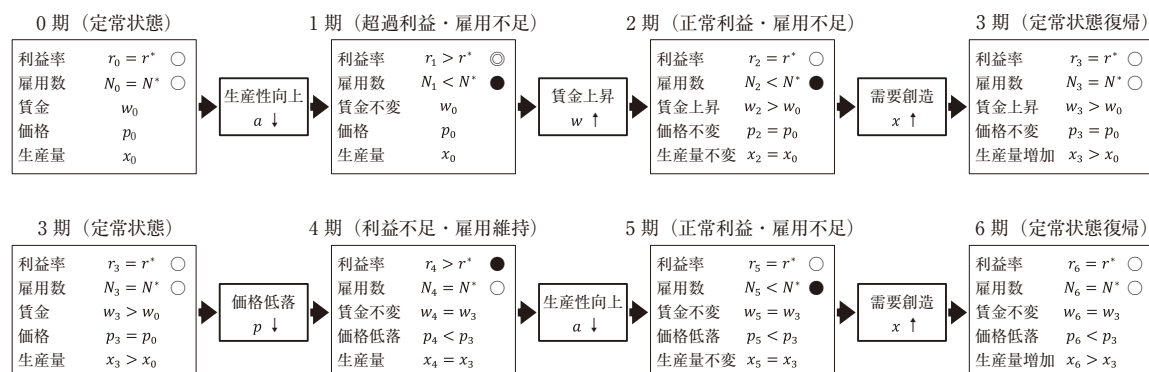 0 期（定常状態）
利益率 r₀ = r* ○
雇用数 N₀ = N* ○
賃金 w₀
価格 p₀
生産量 x₀
生産性向上
a ↓
1 期（超過利益・雇用不足）
利益率 r₁ > r* ◎
雇用数 N₁ < N* ●
賃金不変 w₀
価格 p₀
生産量 x₀
賃金上昇
w ↑
2 期（正常利益・雇用不足）
利益率 r₂ = r* ○
雇用数 N₂ < N* ●
賃金上昇 w₂ > w₀
価格不変 p₂ = p₀
生産量不変 x₂ = x₀
需要創造
x ↑
3 期（定常状態復帰）
利益率 r₃ = r* ○
雇用数 N₃ = N* ○
賃金上昇 w₃ > w₀
価格不変 p₃ = p₀
生産量増加 x₃ > x₀
3 期（定常状態）
利益率 r₃ = r* ○
雇用数 N₃ = N* ○
賃金 w₃ > w₀
価格 p₃ = p₀
生産量 x₃ > x₀
価格低落
p ↓
4 期（利益不足・雇用維持）
利益率 r₄ > r* ●
雇用数 N₄ = N* ○
賃金不変 w₄ = w₃
価格低落 p₄ < p₃
生産量 x₄ = x₃
生産性向上
a ↓
5 期（正常利益・雇用不足）
利益率 r₅ = r* ○
雇用数 N₅ < N* ●
賃金不変 w₅ = w₃
価格低落 p₅ < p₃
生産量不変 x₅ = x₃
需要創造
x ↑
6 期（定常状態復帰）
利益率 r₆ = r* ○
雇用数 N₆ = N* ○
賃金不変 w₆ = w₃
価格低落 p₆ < p₃
生産量増加 x₆ > x₃